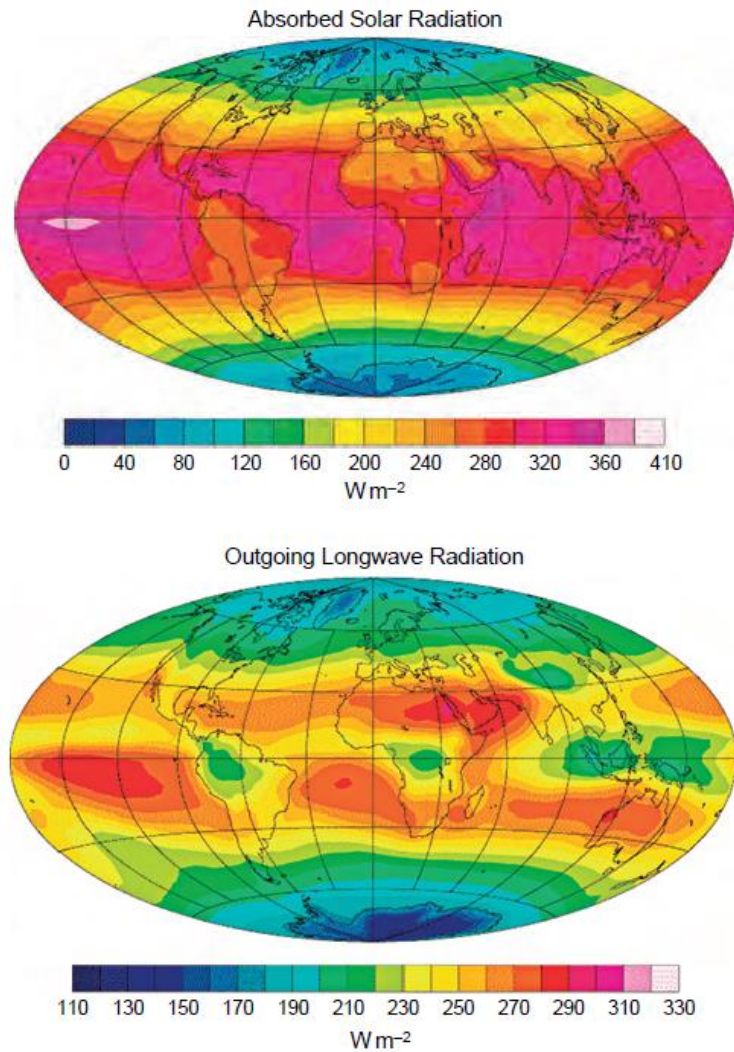 Absorbed Solar Radiation
0 40 80 120 160 200 240 280 320 360 410
W m–2
Outgoing Longwave Radiation
110 130 150 170 190 210 230 250 270 290 310 330
W m–2